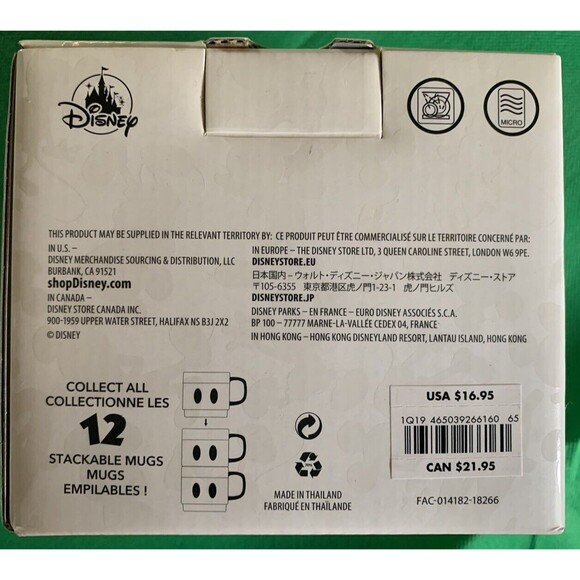 Disney
MICRO
THIS PRODUCT MAY BE SUPPLIED IN THE RELEVANT TERRITORY BY: CE PRODUIT PEUT ÊTRE COMMERCIALISÉ SUR LE TERRITOIRE CONCERNÉ PAR:
IN U.S. –
DISNEY MERCHANDISE SOURCING & DISTRIBUTION, LLC
BURBANK, CA 91521
shopDisney.com
IN CANADA –
DISNEY STORE CANADA INC.
900-1959 UPPER WATER STREET, HALIFAX NS B3J 2X2
© DISNEY
IN EUROPE – THE DISNEY STORE LTD, 3 QUEEN CAROLINE STREET, LONDON W6 9PE.
DISNEYSTORE.EU
日本国内 – ウォルト・ディズニー・ジャパン株式会社 ディズニー・ストア
〒105-6355 東京都港区虎ノ門1-23-1 虎ノ門ヒルズ
DISNEYSTORE.JP
DISNEY PARKS – EN FRANCE – EURO DISNEY ASSOCIÉS S.C.A.
BP 100 – 77777 MARNE-LA-VALLÉE CEDEX 04, FRANCE
IN HONG KONG – HONG KONG DISNEYLAND RESORT, LANTAU ISLAND, HONG KONG
COLLECT ALL
COLLECTIONNE LES
12
STACKABLE MUGS
MUGS
EMPILABLES !
MADE IN THAILAND
FABRIQUÉ EN THAÏLANDE
USA $16.95
1Q19 465039266160 65
CAN $21.95
FAC-014182-18266